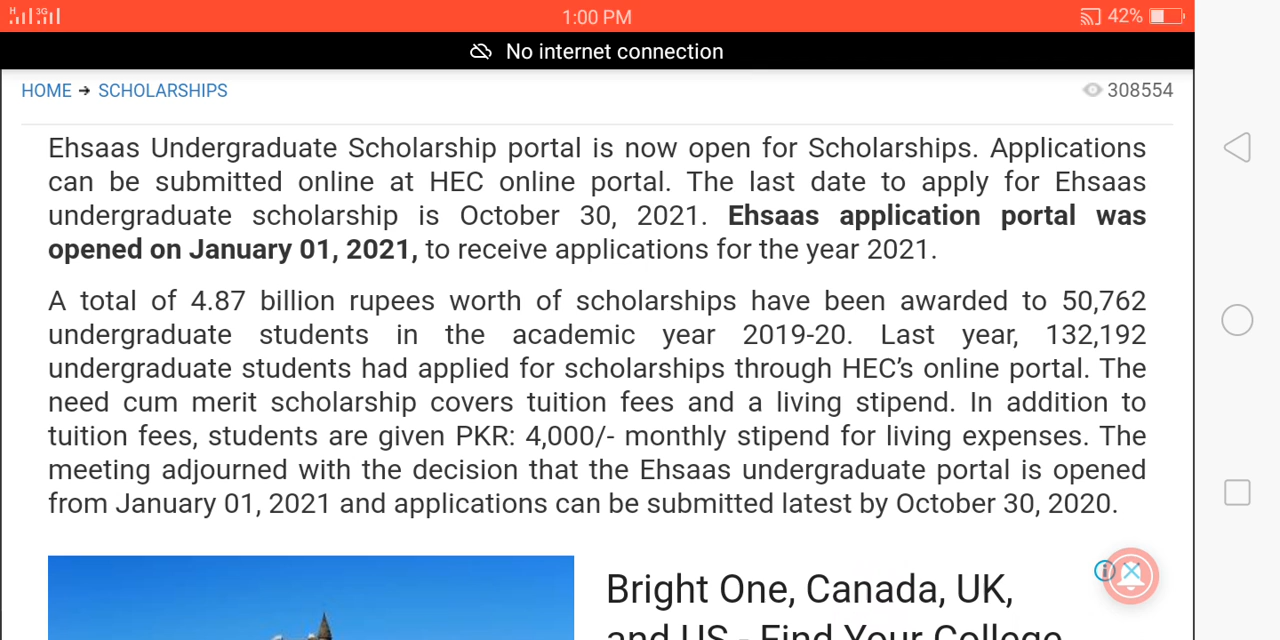 H 3G 1:00 PM 42%
No internet connection
HOME → SCHOLARSHIPS 308554
Ehsaas Undergraduate Scholarship portal is now open for Scholarships. Applications
can be submitted online at HEC online portal. The last date to apply for Ehsaas
undergraduate scholarship is October 30, 2021. Ehsaas application portal was
opened on January 01, 2021, to receive applications for the year 2021.
A total of 4.87 billion rupees worth of scholarships have been awarded to 50,762
undergraduate students in the academic year 2019-20. Last year, 132,192
undergraduate students had applied for scholarships through HEC’s online portal. The
need cum merit scholarship covers tuition fees and a living stipend. In addition to
tuition fees, students are given PKR: 4,000/- monthly stipend for living expenses. The
meeting adjourned with the decision that the Ehsaas undergraduate portal is opened
from January 01, 2021 and applications can be submitted latest by October 30, 2020.
Bright One, Canada, UK,
and US - Find Your College